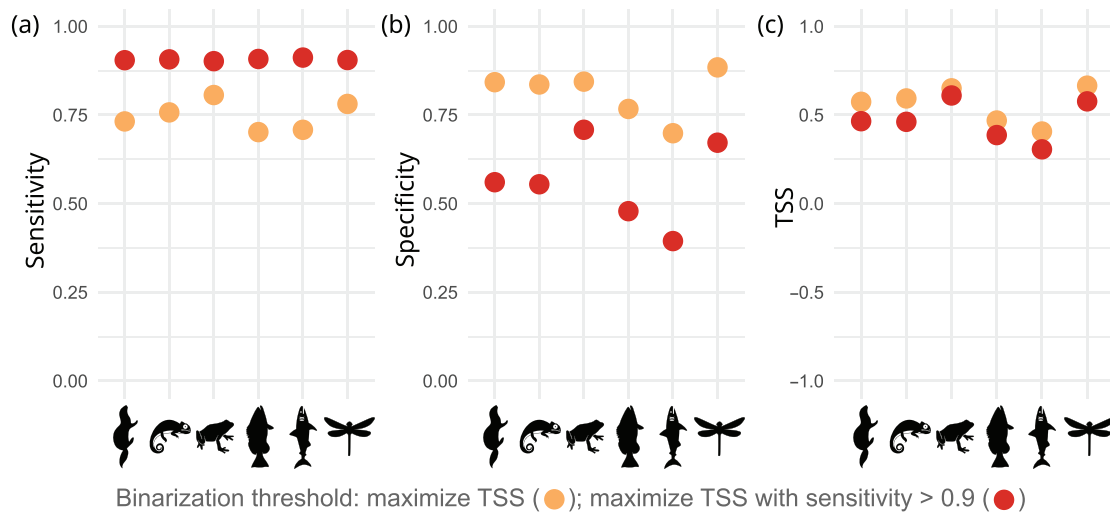 (a)
1.00
0.75
0.50
0.25
0.00
Sensitivity
(b)
1.00
0.75
0.50
0.25
0.00
Specificity
(c)
1.0
0.5
0.0
−0.5
−1.0
TSS
Binarization threshold: maximize TSS ( ); maximize TSS with sensitivity > 0.9 ( )